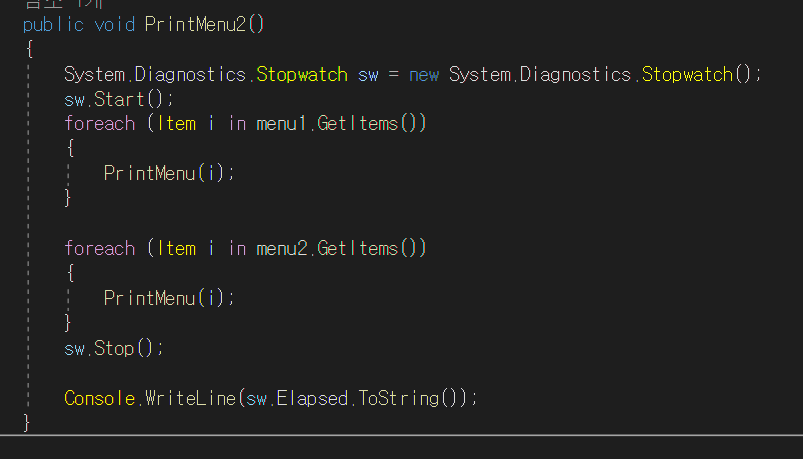 public void PrintMenu2()
{
System.Diagnostics.Stopwatch sw = new System.Diagnostics.Stopwatch();
sw.Start();
foreach (Item i in menu1.GetItems())
{
PrintMenu(i);
}
foreach (Item i in menu2.GetItems())
{
PrintMenu(i);
}
sw.Stop();
Console.WriteLine(sw.Elapsed.ToString());
}